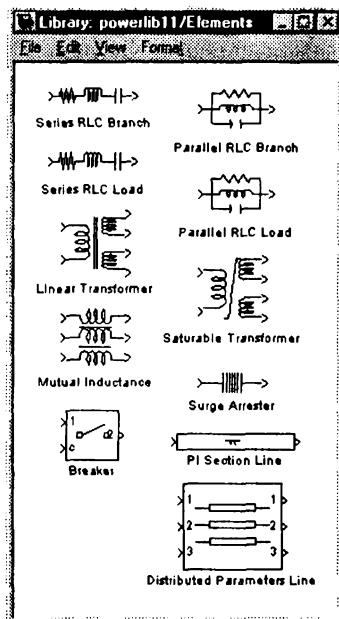 Library: powerlib11/Elements
File Edit View Format
Series RLC Branch
Parallel RLC Branch
Series RLC Load
Parallel RLC Load
Linear Transformer
Saturable Transformer
Mutual Inductance
Surge Arrester
1
2
c
Breaker
PI Section Line
1 1
2 2
3 3
Distributed Parameters Line